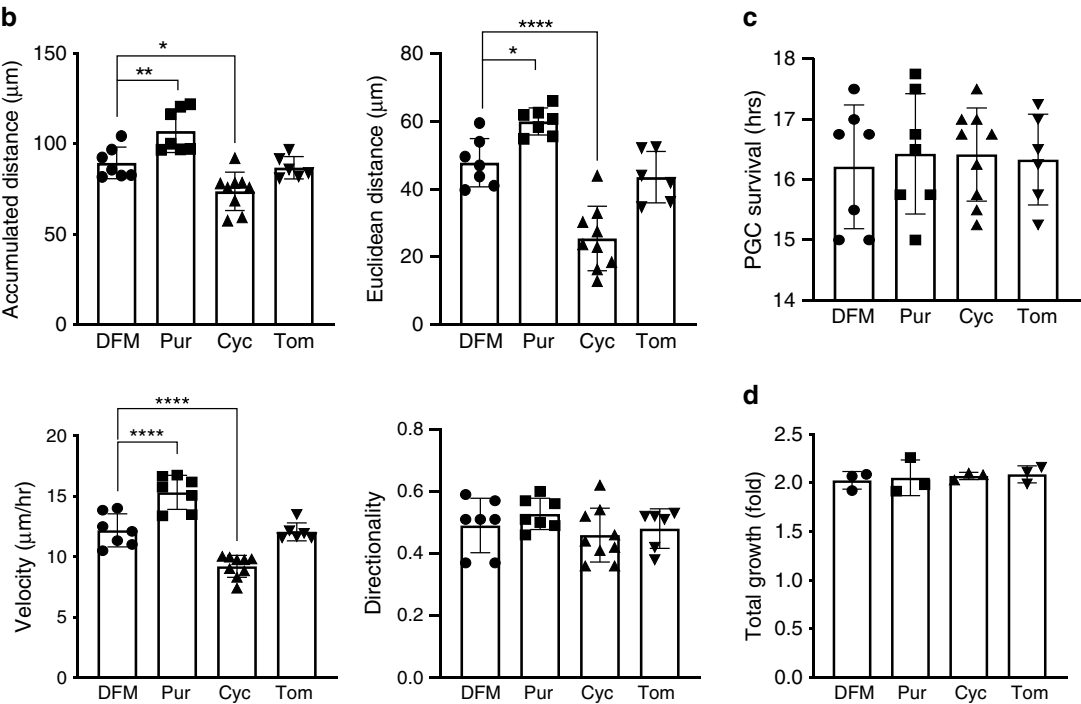 b
Accumulated distance (μm)
150
100
50
0
*
**
DFM Pur Cyc Tom
Euclidean distance (μm)
80
60
40
20
0
****
*
DFM Pur Cyc Tom
c
PGC survival (hrs)
18
17
16
15
14
DFM Pur Cyc Tom
Velocity (μm/hr)
20
15
10
5
0
****
****
DFM Pur Cyc Tom
Directionality
0.8
0.6
0.4
0.2
0.0
DFM Pur Cyc Tom
d
Total growth (fold)
2.5
2.0
1.5
2.0
0.5
0.0
DFM Pur Cyc Tom